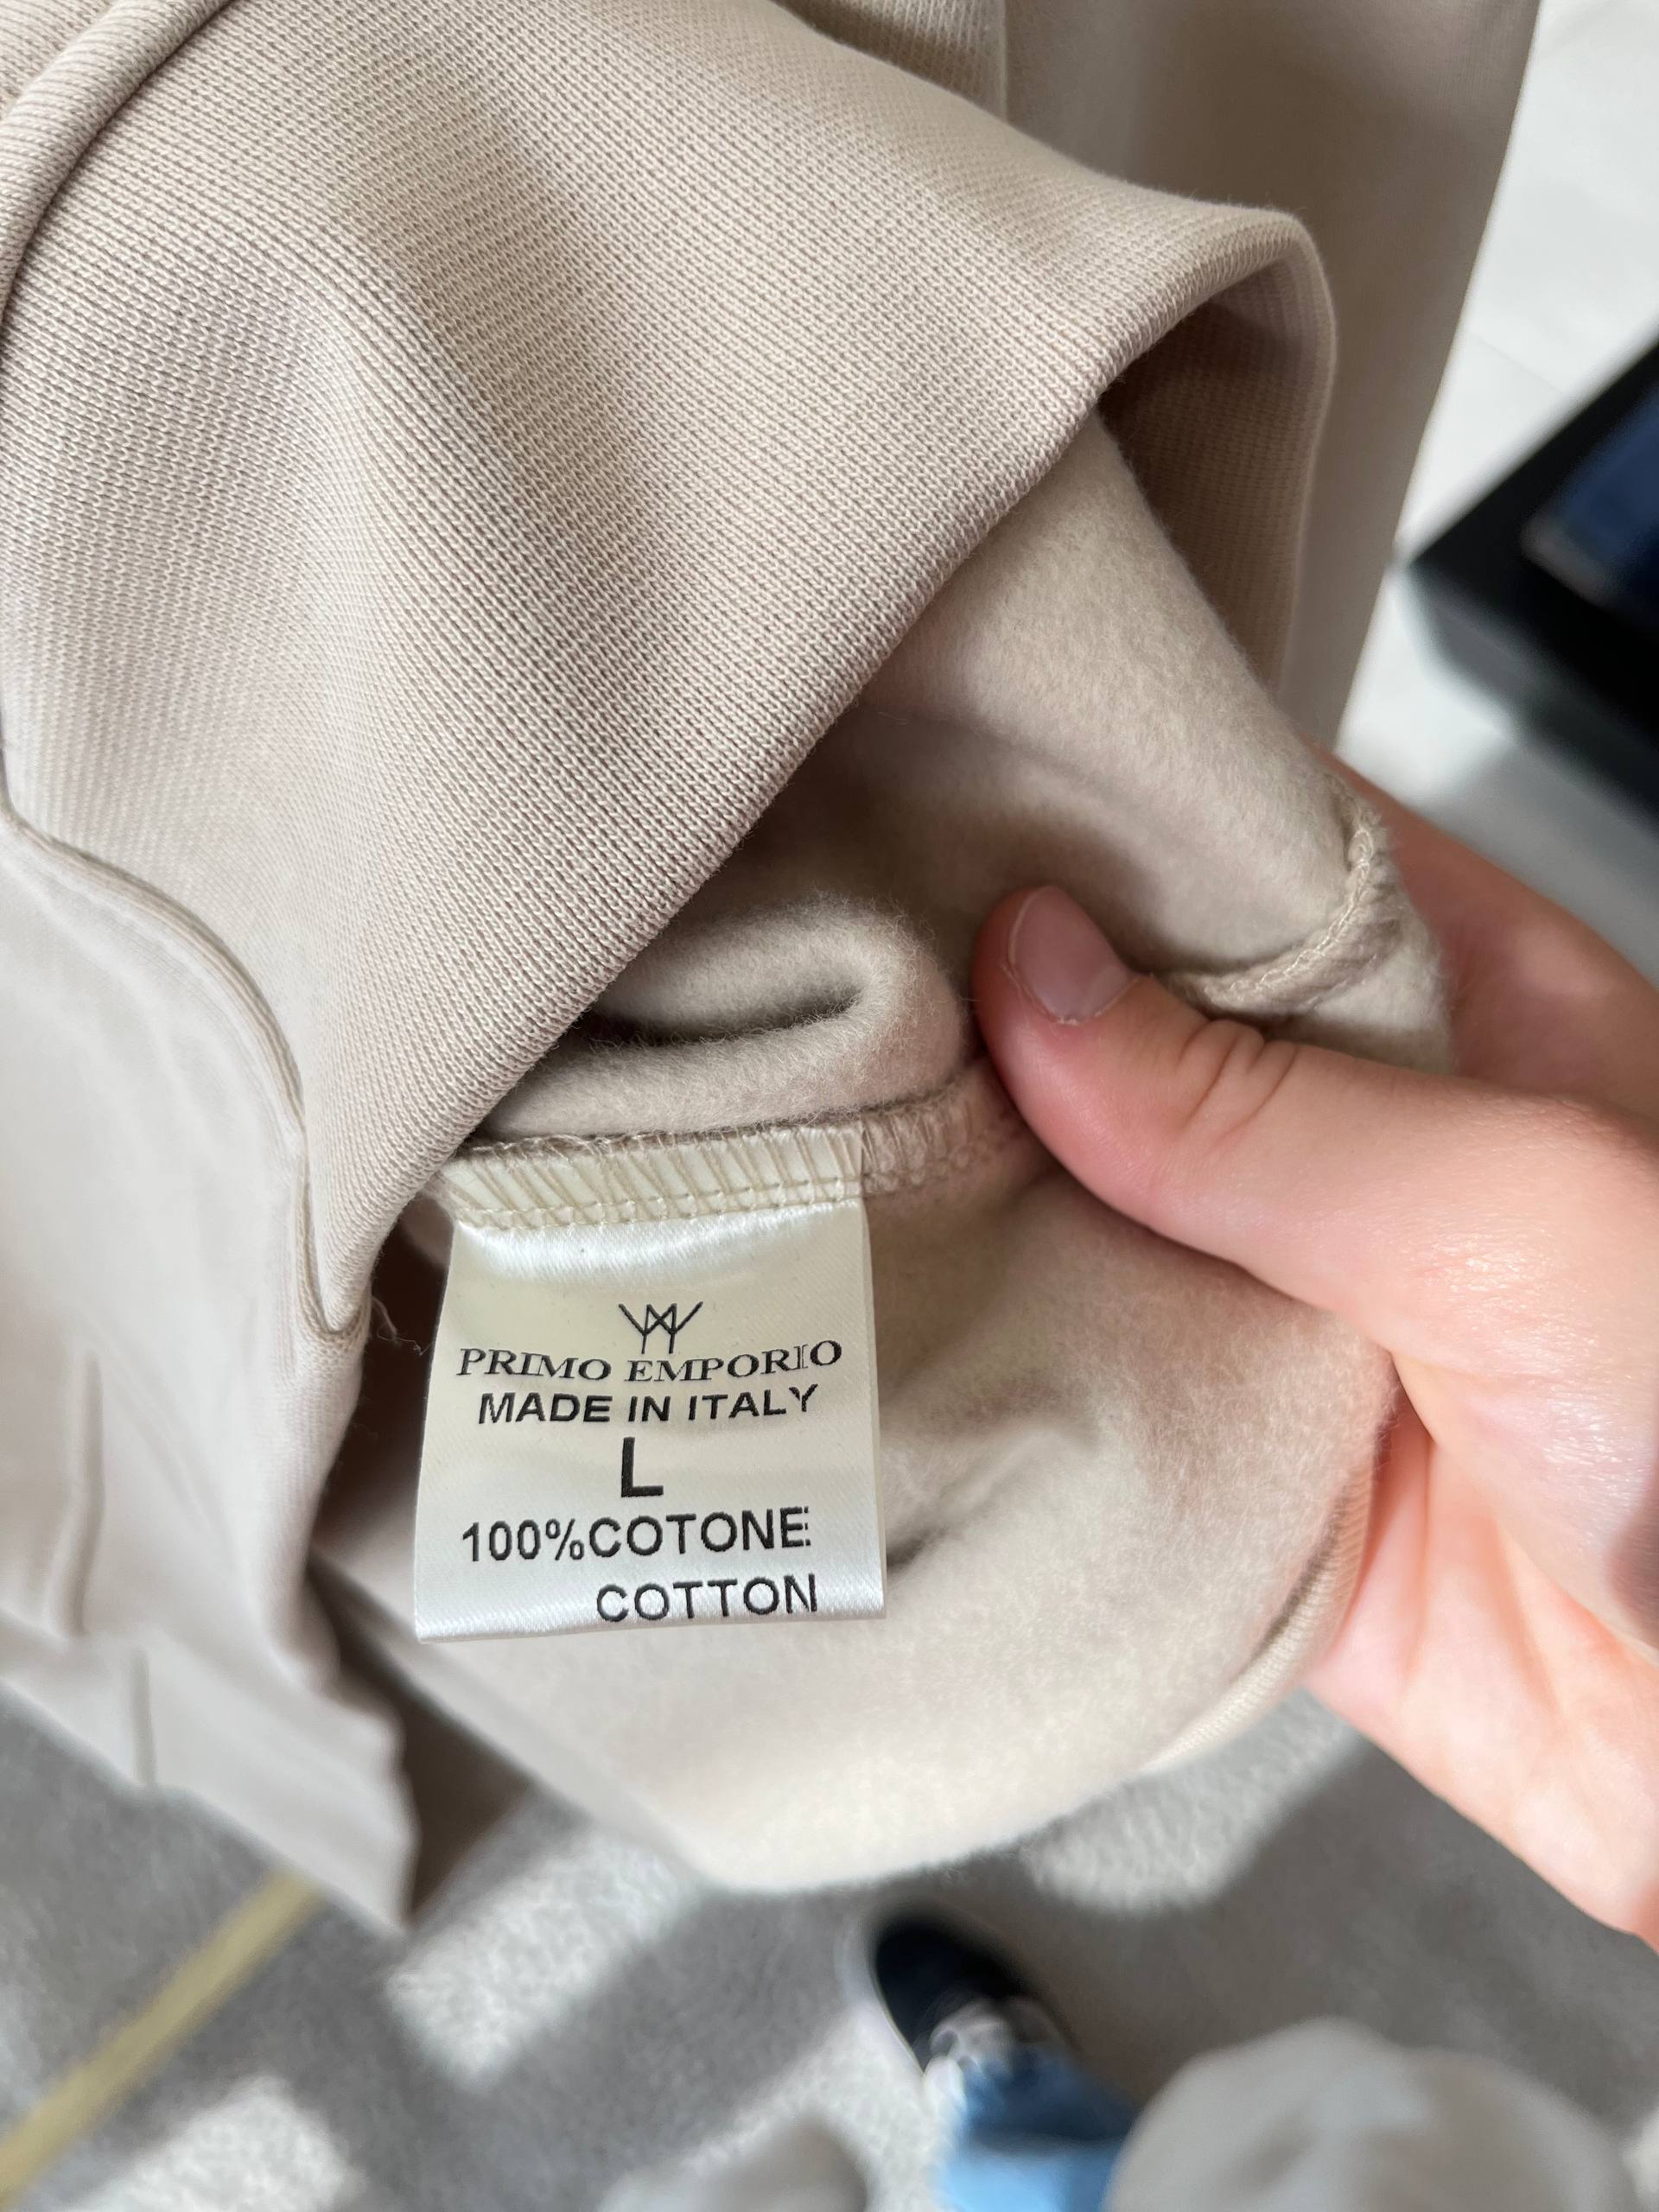 PRIMO EMPORIO
MADE IN ITALY
L
100%COTONE
COTTON